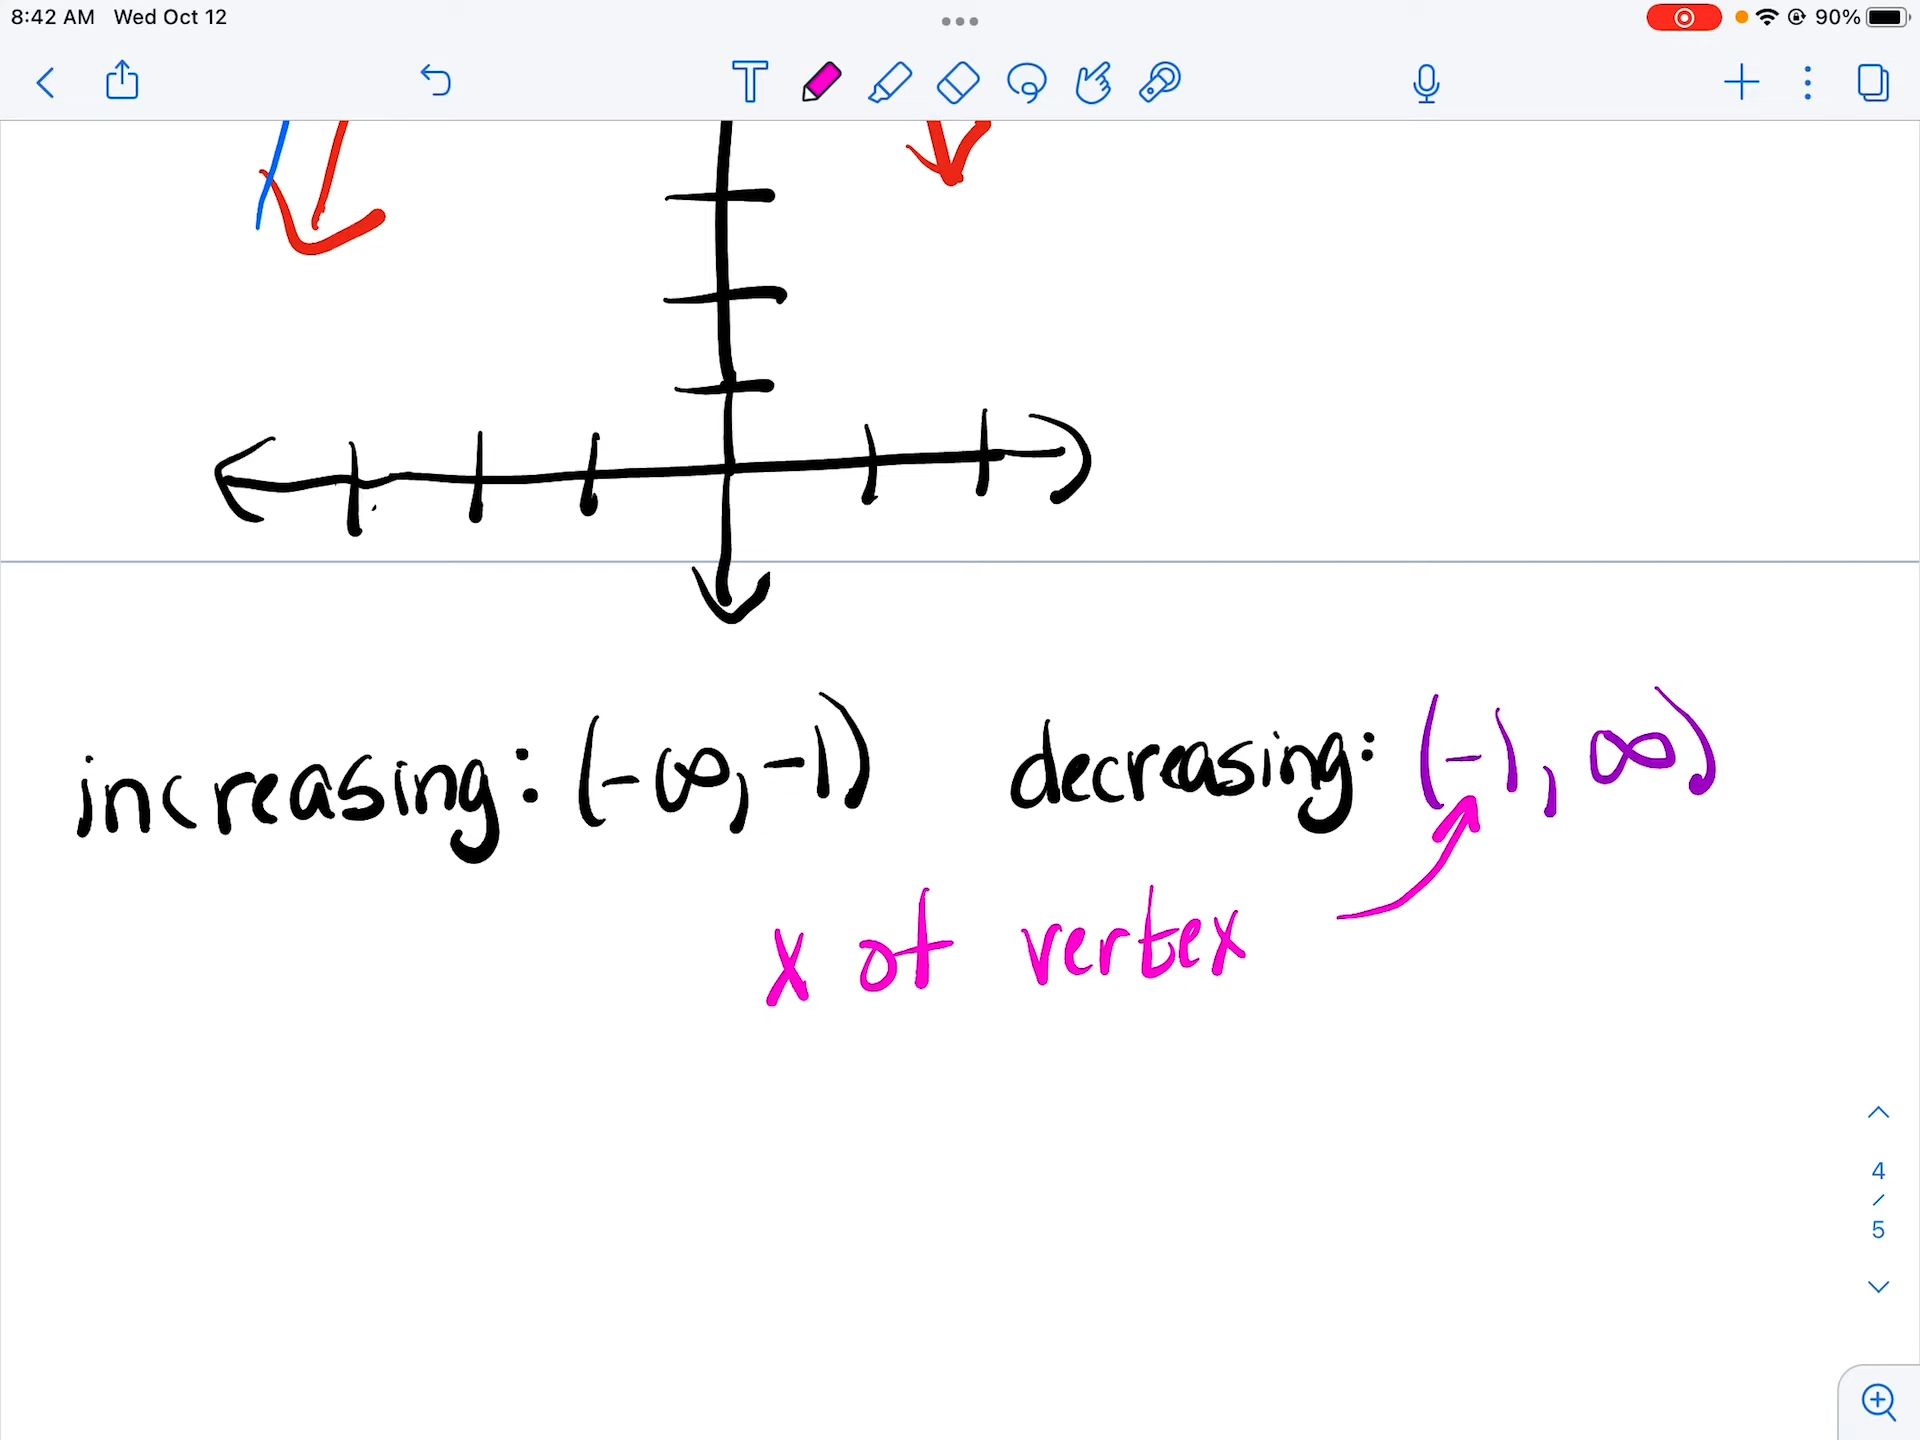 8:42 AM Wed Oct 12
90%
T
increasing: (-∞, -1) decreasing: (-1, ∞)
x of vertex
4
/
5